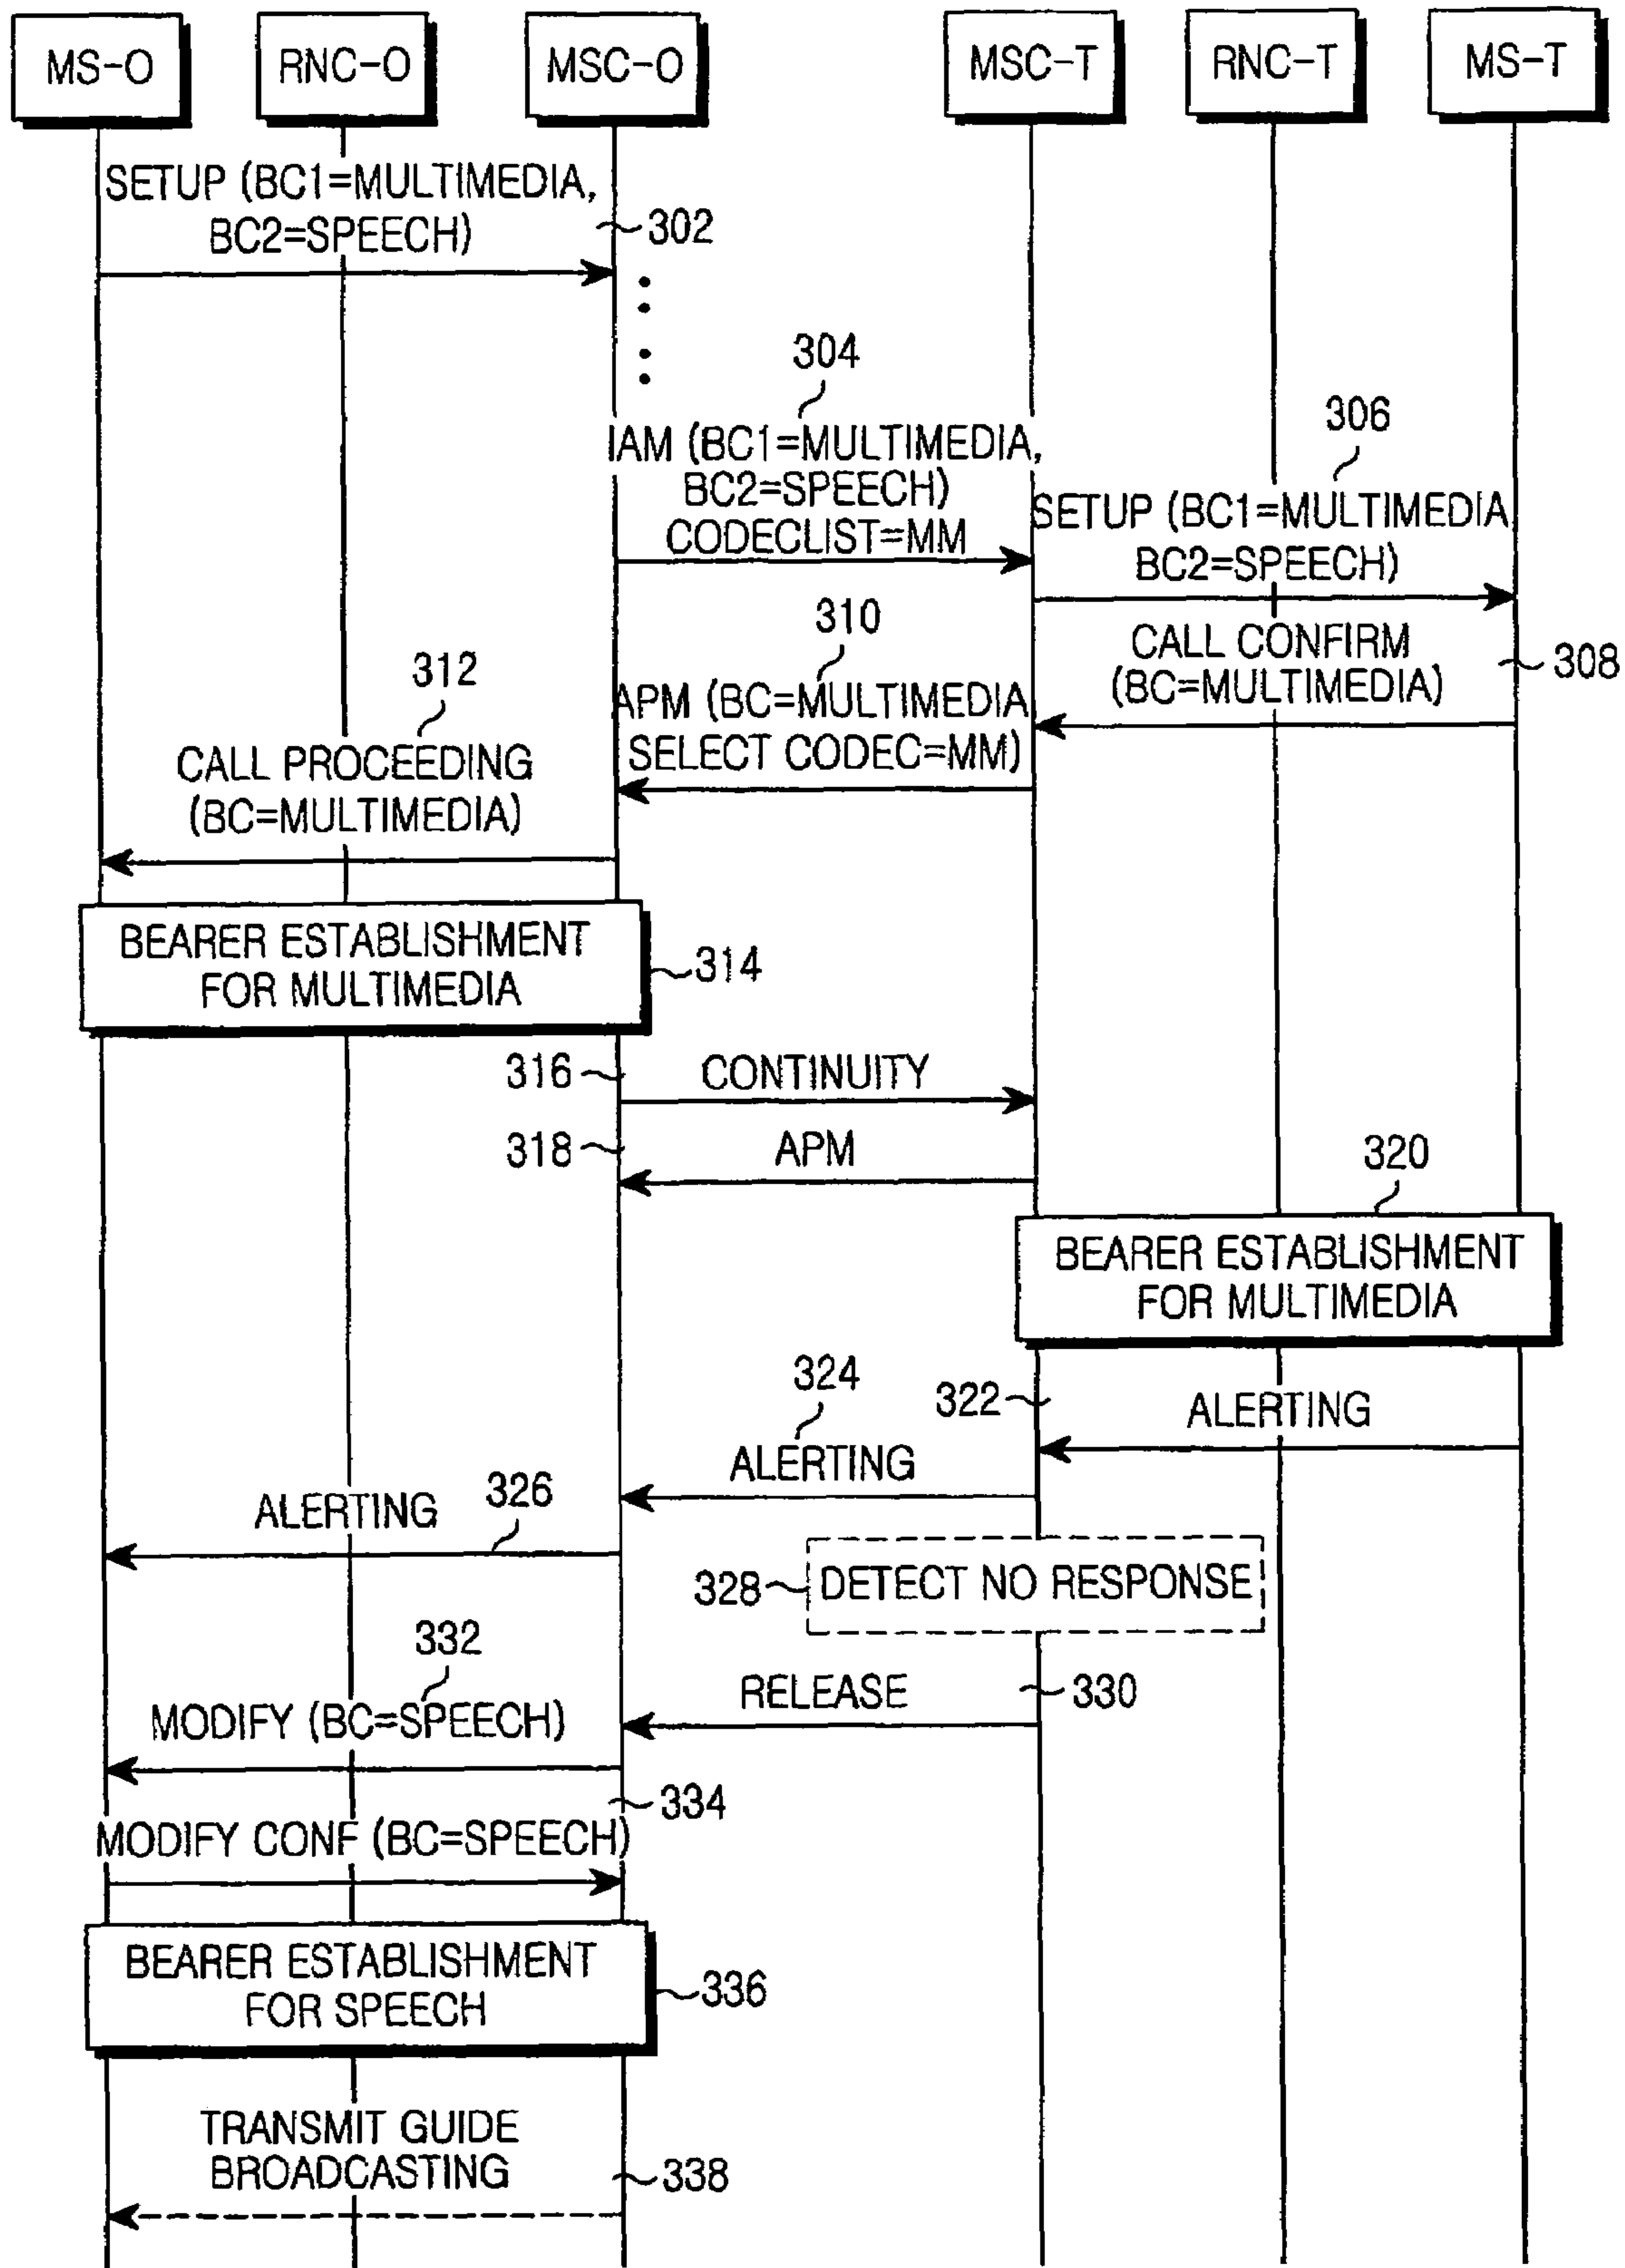 MS-O
RNC-O
MSC-O
MSC-T
RNC-T
MS-T
SETUP (BC1=MULTIMEDIA,
BC2=SPEECH)
302
304
IAM (BC1=MULTIMEDIA,
BC2=SPEECH)
CODECLIST=MM
306
SETUP (BC1=MULTIMEDIA
BC2=SPEECH)
CALL CONFIRM
(BC=MULTIMEDIA)
308
310
APM (BC=MULTIMEDIA
SELECT CODEC=MM)
312
CALL PROCEEDING
(BC=MULTIMEDIA)
BEARER ESTABLISHMENT
FOR MULTIMEDIA
314
316
CONTINUITY
318
APM
320
BEARER ESTABLISHMENT
FOR MULTIMEDIA
322
ALERTING
324
ALERTING
326
ALERTING
328
DETECT NO RESPONSE
RELEASE
330
332
MODIFY (BC=SPEECH)
334
MODIFY CONF (BC=SPEECH)
BEARER ESTABLISHMENT
FOR SPEECH
336
TRANSMIT GUIDE
BROADCASTING
338